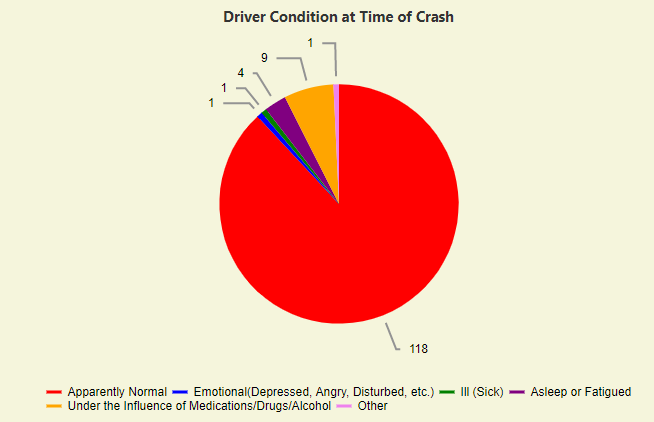 Driver Condition at Time of Crash
1
9
4
1
1
118
Apparently Normal Emotional(Depressed, Angry, Disturbed, etc.) Ill (Sick) Asleep or Fatigued
Under the Influence of Medications/Drugs/Alcohol Other